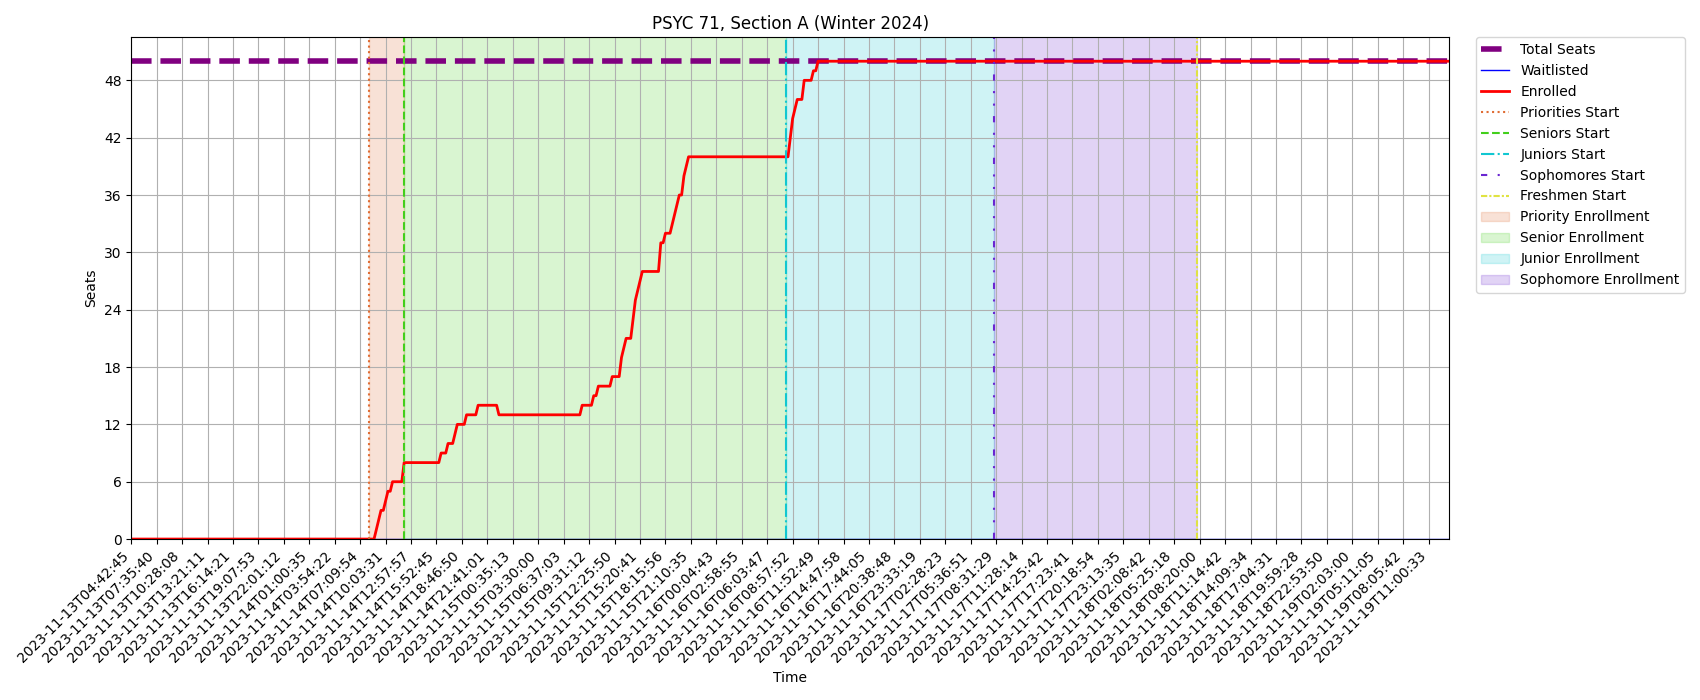 PSYC 71, Section A (Winter 2024)
Total Seats
Waitlisted
Enrolled
Priorities Start
Seniors Start
Juniors Start
Sophomores Start
Freshmen Start
Priority Enrollment
Senior Enrollment
Junior Enrollment
Sophomore Enrollment
Seats
48
42
36
30
24
18
12
6
0
2023-11-13T04:42:45
2023-11-13T07:35:40
2023-11-13T10:28:08
2023-11-13T13:21:11
2023-11-13T16:14:21
2023-11-13T19:07:53
2023-11-13T22:01:12
2023-11-14T01:00:35
2023-11-14T03:54:22
2023-11-14T07:09:54
2023-11-14T10:03:31
2023-11-14T12:57:57
2023-11-14T15:52:45
2023-11-14T18:46:50
2023-11-14T21:41:01
2023-11-15T00:35:13
2023-11-15T03:30:00
2023-11-15T06:37:03
2023-11-15T09:31:12
2023-11-15T12:25:50
2023-11-15T15:20:41
2023-11-15T18:15:56
2023-11-15T21:10:35
2023-11-16T00:04:43
2023-11-16T02:58:55
2023-11-16T06:03:47
2023-11-16T08:57:52
2023-11-16T11:52:49
2023-11-16T14:47:58
2023-11-16T17:44:05
2023-11-16T20:38:48
2023-11-16T23:33:19
2023-11-17T02:28:23
2023-11-17T05:36:51
2023-11-17T08:31:29
2023-11-17T11:28:14
2023-11-17T14:25:42
2023-11-17T17:23:41
2023-11-17T20:18:54
2023-11-17T23:13:35
2023-11-18T02:08:42
2023-11-18T05:25:18
2023-11-18T08:20:00
2023-11-18T11:14:42
2023-11-18T14:09:34
2023-11-18T17:04:31
2023-11-18T19:59:28
2023-11-18T22:53:50
2023-11-19T02:03:00
2023-11-19T05:11:05
2023-11-19T08:05:42
2023-11-19T11:00:33
Time